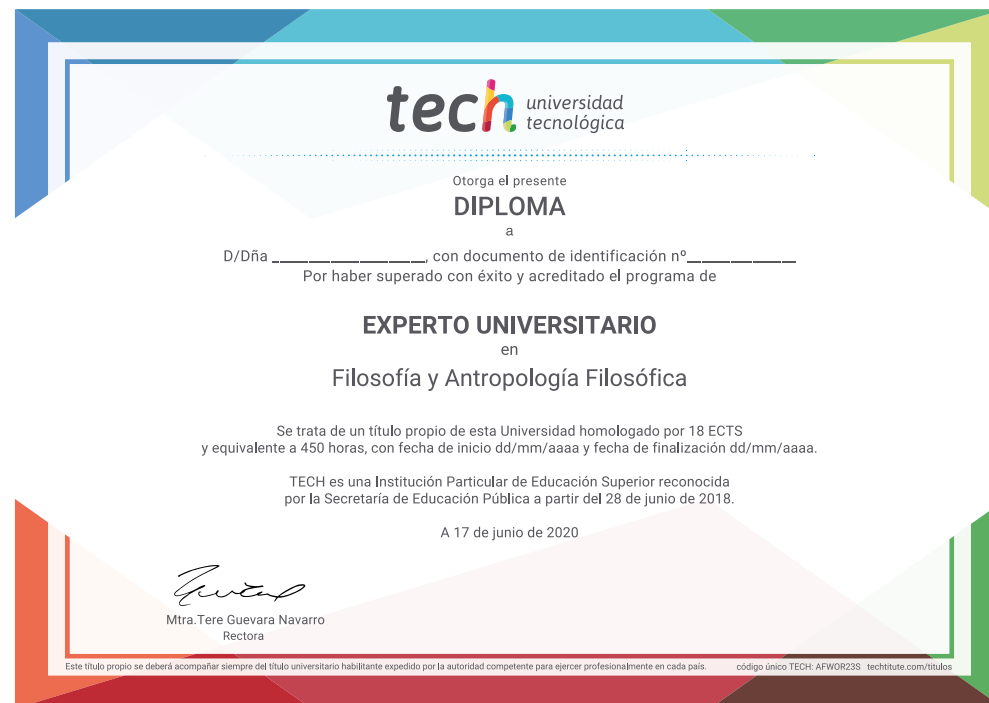 tech universidad
tecnológica
Otorga el presente
DIPLOMA
a
D/Dña ____________________, con documento de identificación nº______________
Por haber superado con éxito y acreditado el programa de
EXPERTO UNIVERSITARIO
en
Filosofía y Antropología Filosófica
Se trata de un título propio de esta Universidad homologado por 18 ECTS
y equivalente a 450 horas, con fecha de inicio dd/mm/aaaa y fecha de finalización dd/mm/aaaa.
TECH es una Institución Particular de Educación Superior reconocida
por la Secretaría de Educación Pública a partir del 28 de junio de 2018.
A 17 de junio de 2020
Mtra.Tere Guevara Navarro
Rectora
Este título propio se deberá acompañar siempre del título universitario habilitante expedido por la autoridad competente para ejercer profesionalmente en cada país. código único TECH: AFWOR23S techtitute.com/titulos